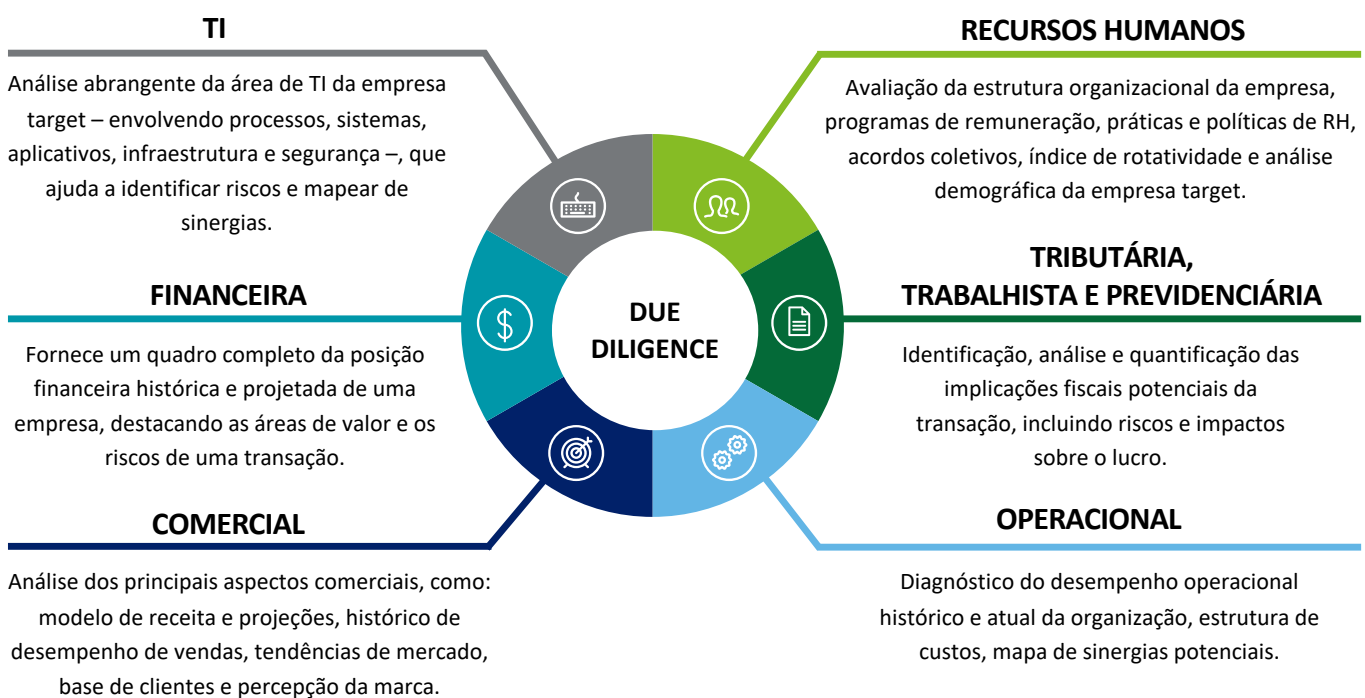 TI
Análise abrangente da área de TI da empresa
target – envolvendo processos, sistemas,
aplicativos, infraestrutura e segurança –, que
ajuda a identificar riscos e mapear de
sinergias.
FINANCEIRA
Fornece um quadro completo da posição
financeira histórica e projetada de uma
empresa, destacando as áreas de valor e os
riscos de uma transação.
COMERCIAL
Análise dos principais aspectos comerciais, como:
modelo de receita e projeções, histórico de
desempenho de vendas, tendências de mercado,
base de clientes e percepção da marca.
$
DUE
DILIGENCE
RECURSOS HUMANOS
Avaliação da estrutura organizacional da empresa,
programas de remuneração, práticas e políticas de RH,
acordos coletivos, índice de rotatividade e análise
demográfica da empresa target.
TRIBUTÁRIA,
TRABALHISTA E PREVIDENCIÁRIA
Identificação, análise e quantificação das
implicações fiscais potenciais da
transação, incluindo riscos e impactos
sobre o lucro.
OPERACIONAL
Diagnóstico do desempenho operacional
histórico e atual da organização, estrutura de
custos, mapa de sinergias potenciais.